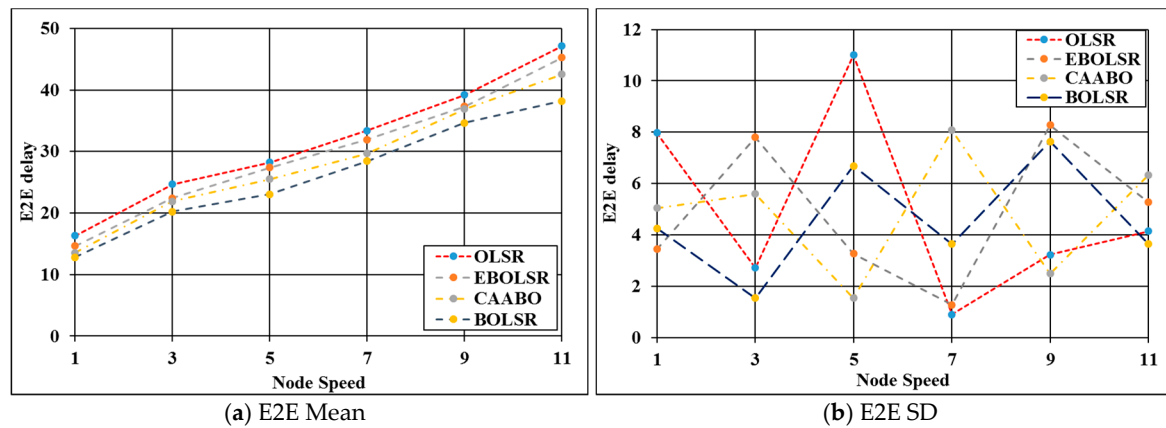 50
40
30
20
10
0
E2E delay
1 3 5 7 9 11
Node Speed
OLSR
EBOLSR
CAABO
BOLSR
(a) E2E Mean
12
10
8
6
4
2
0
E2E delay
1 3 5 7 9 11
Node Speed
OLSR
EBOLSR
CAABO
BOLSR
(b) E2E SD